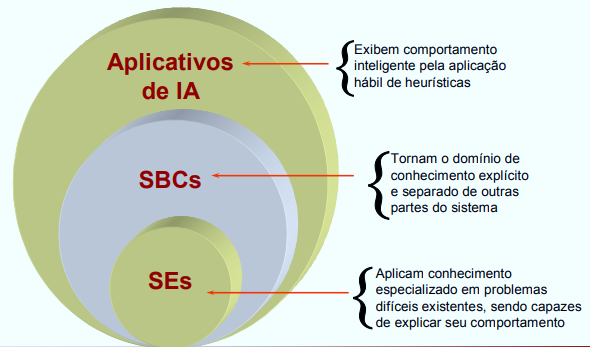 Aplicativos
de IA
Exibem comportamento
inteligente pela aplicação
hábil de heurísticas
SBCs
Tornam o domínio de
conhecimento explícito
e separado de outras
partes do sistema
SEs
Aplicam conhecimento
especializado em problemas
difíceis existentes, sendo capazes
de explicar seu comportamento